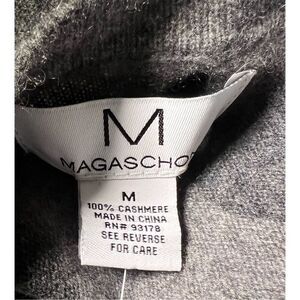 M
MAGASCHO
M
100% CASHMERE
MADE IN CHINA
RN# 93178
SEE REVERSE
FOR CARE